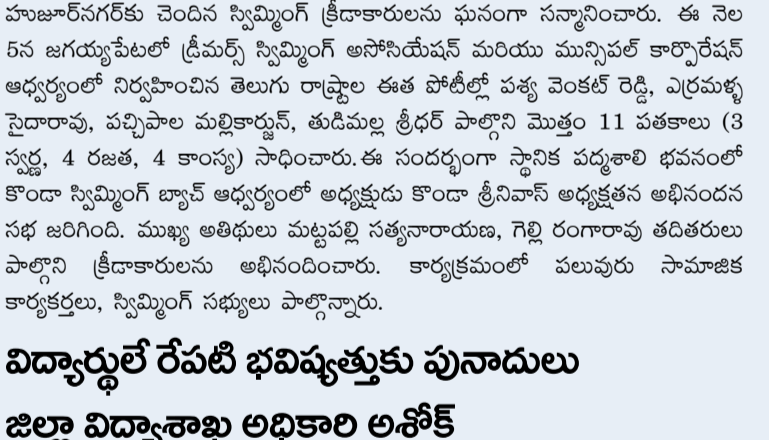 హుజూర్‌నగర్‌కు చెందిన స్విమ్మింగ్ క్రీడాకారులను ఘనంగా సన్మానించారు. ఈ నెల
5న జగయ్యపేటలో డ్రీమర్స్ స్విమ్మింగ్ అసోసియేషన్ మరియు మున్సిపల్ కార్పొరేషన్
ఆధ్వర్యంలో నిర్వహించిన తెలుగు రాష్ట్రాల ఈత పోటీల్లో పశ్య వెంకట్ రెడ్డి, ఎర్రమళ్ళ
సైదారావు, పచ్చిపాల మల్లికార్జున్, తుడిమల్ల శ్రీధర్ పాల్గొని మొత్తం 11 పతకాలు (3
స్వర్ణ, 4 రజత, 4 కాంస్య) సాధించారు.ఈ సందర్భంగా స్థానిక పద్మశాలి భవనంలో
కొండా స్విమ్మింగ్ బ్యాచ్ ఆధ్వర్యంలో అధ్యక్షుడు కొండా శ్రీనివాస్ అధ్యక్షతన అభినందన
సభ జరిగింది. ముఖ్య అతిథులు మట్టపల్లి సత్యనారాయణ, గెల్లి రంగారావు తదితరులు
పాల్గొని క్రీడాకారులను అభినందించారు. కార్యక్రమంలో పలువురు సామాజిక
కార్యకర్తలు, స్విమ్మింగ్ సభ్యులు పాల్గొన్నారు.
విద్యార్థులే రేపటి భవిష్యత్తుకు పునాదులు
జిల్లా విద్యాశాఖ అధికారి అశోక్